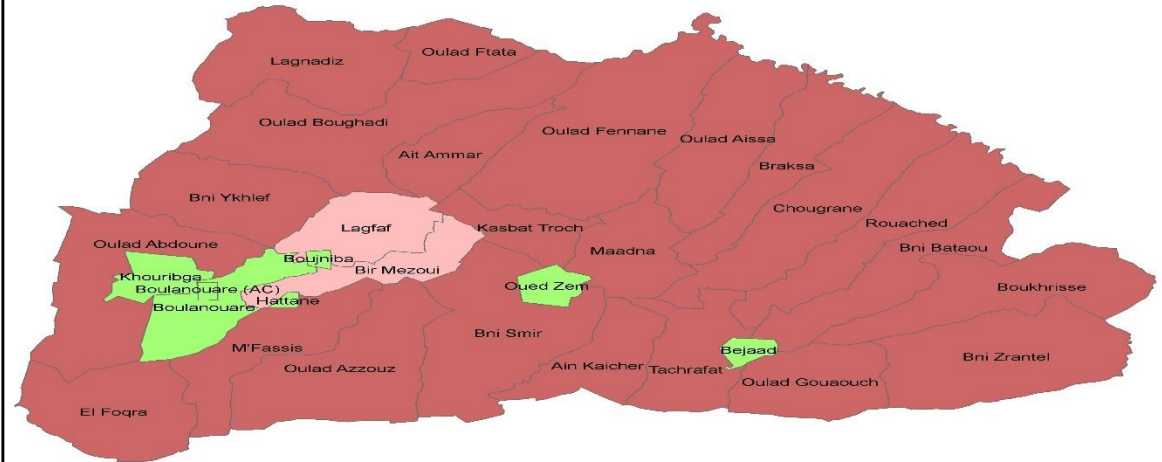 Oulad Ftata
Lagnadiz
Oulad Boughadi
Oulad Fennane
Oulad Aissa
Ait Ammar
Braksa
Bni Ykhlef
Chougrane
Rouached
Lagfaf
Kasbat Troch
Oulad Abdoune
Maadna
Bni Bataou
Boujniba
Bir Mezoui
Khouribga
Boulanouare (AC)
Oued Zem
Boukhrisse
Hattane
Boulanouare
Bni Smir
M'Fassis
Bejaad
Bni Zrantel
Oulad Azzouz
Ain Kaicher
Tachrafat
Oulad Gouaouch
El Foqra